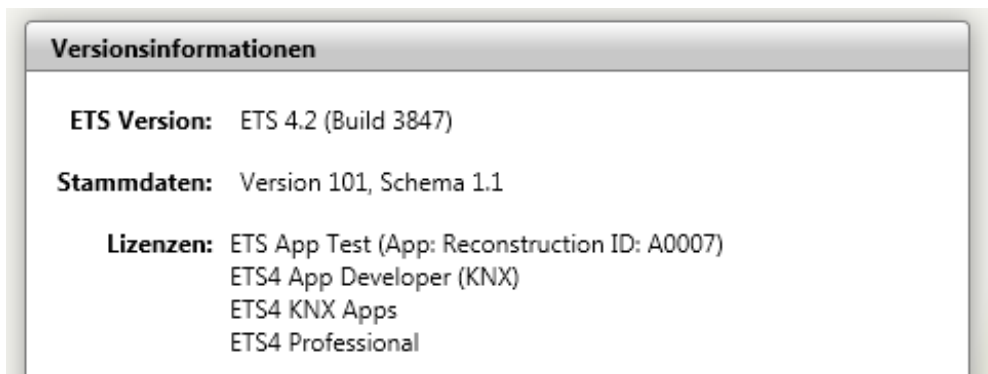 Versionsinformationen
ETS Version: ETS 4.2 (Build 3847)
Stammdaten: Version 101, Schema 1.1
Lizenzen: ETS App Test (App: Reconstruction ID: A0007)
ETS4 App Developer (KNX)
ETS4 KNX Apps
ETS4 Professional